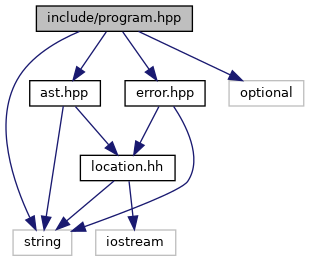 include/program.hpp
ast.hpp
error.hpp
optional
location.hh
string
iostream